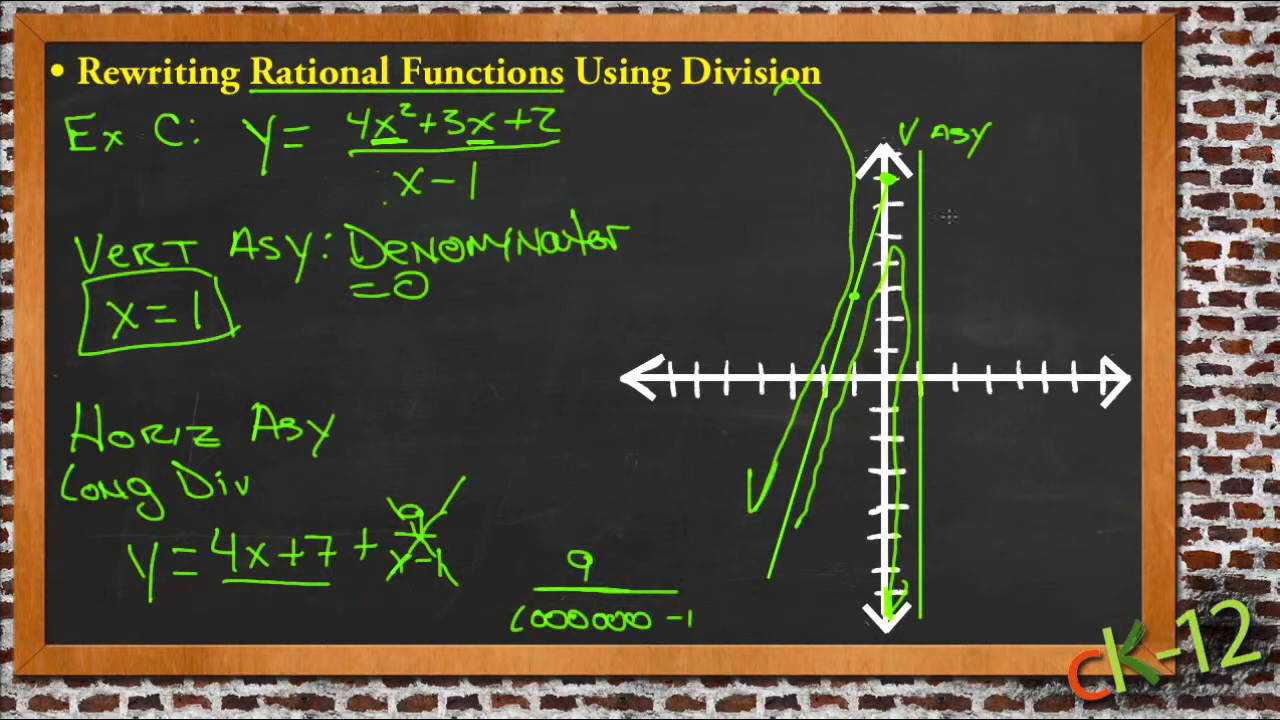 • Rewriting Rational Functions Using Division
Ex C: y = 4x²+3x+2
x-1
V Asy
Vert Asy: Denominator
=0
x=1
Horiz Asy
Long Div
y = 4x+7 + 9
x-1
9
1000000 -1
CK-12